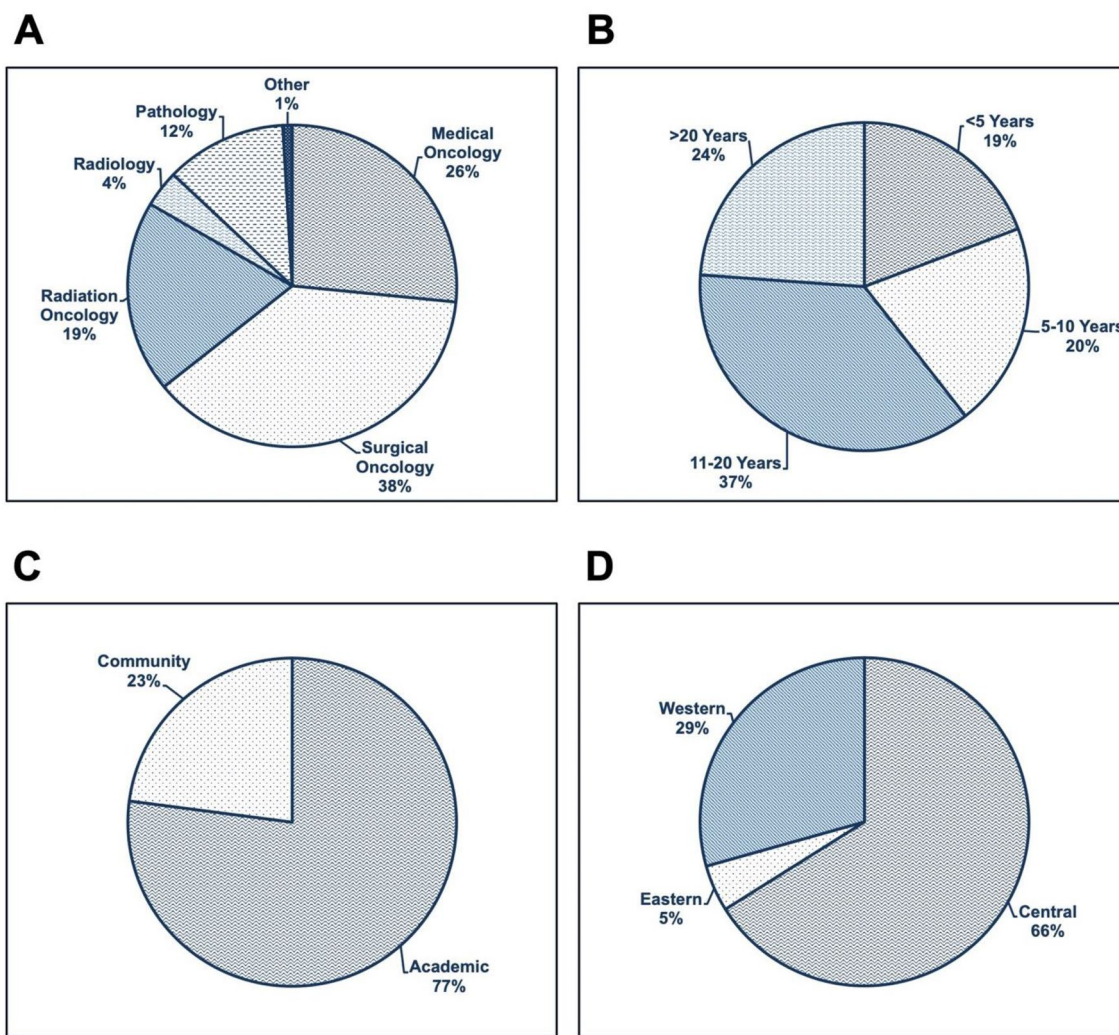 A
Other
1%
Pathology
12%
Radiology
4%
Medical
Oncology
26%
Radiation
Oncology
19%
Surgical
Oncology
38%
B
>20 Years
24%
<5 Years
19%
5-10 Years
20%
11-20 Years
37%
C
Community
23%
Academic
77%
D
Western
29%
Eastern
5%
Central
66%